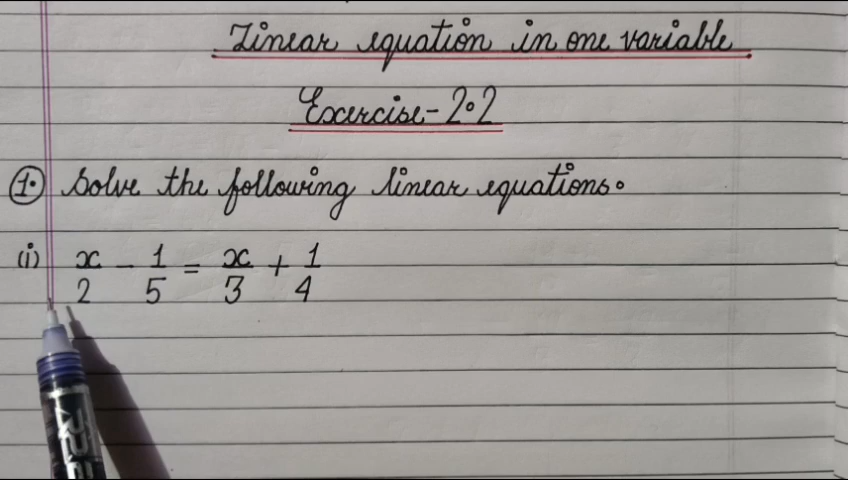 Linear equation in one variable
Exercise-2.2
1. Solve the following linear equations.
(i) x/2 - 1/5 = x/3 + 1/4